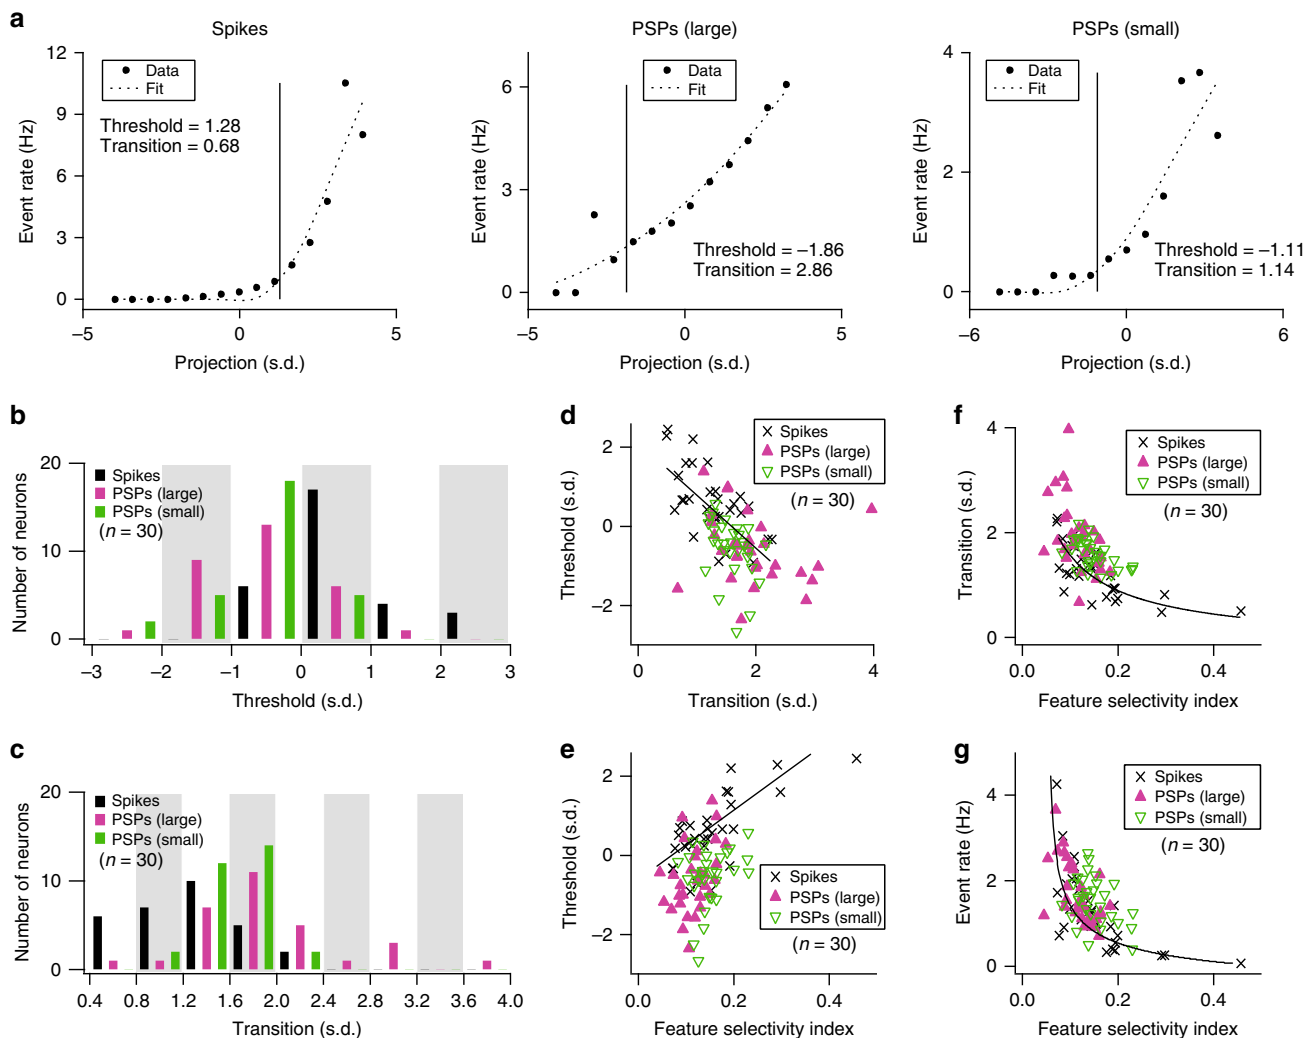 a
Spikes
12
9
6
3
0
Event rate (Hz)
Data
Fit
Threshold = 1.28
Transition = 0.68
–5
0
5
Projection (s.d.)
PSPs (large)
6
3
0
Event rate (Hz)
Data
Fit
Threshold = –1.86
Transition = 2.86
–5
0
5
Projection (s.d.)
PSPs (small)
4
2
0
Event rate (Hz)
Data
Fit
Threshold = –1.11
Transition = 1.14
–6
0
6
Projection (s.d.)
b
20
10
0
Number of neurons
Spikes
PSPs (large)
PSPs (small)
(n = 30)
–3
–2
–1
0
1
2
3
Threshold (s.d.)
c
20
10
0
Number of neurons
Spikes
PSPs (large)
PSPs (small)
(n = 30)
0.4
0.8
1.2
1.6
2.0
2.4
2.8
3.2
3.6
4.0
Transition (s.d.)
d
2
0
–2
Threshold (s.d.)
Spikes
PSPs (large)
PSPs (small)
(n = 30)
0
2
4
Transition (s.d.)
e
2
0
–2
Threshold (s.d.)
Spikes
PSPs (large)
PSPs (small)
(n = 30)
0.0
0.2
0.4
Feature selectivity index
f
4
2
0
Transition (s.d.)
Spikes
PSPs (large)
PSPs (small)
(n = 30)
0.0
0.2
0.4
Feature selectivity index
g
4
2
0
Event rate (Hz)
Spikes
PSPs (large)
PSPs (small)
(n = 30)
0.0
0.2
0.4
Feature selectivity index